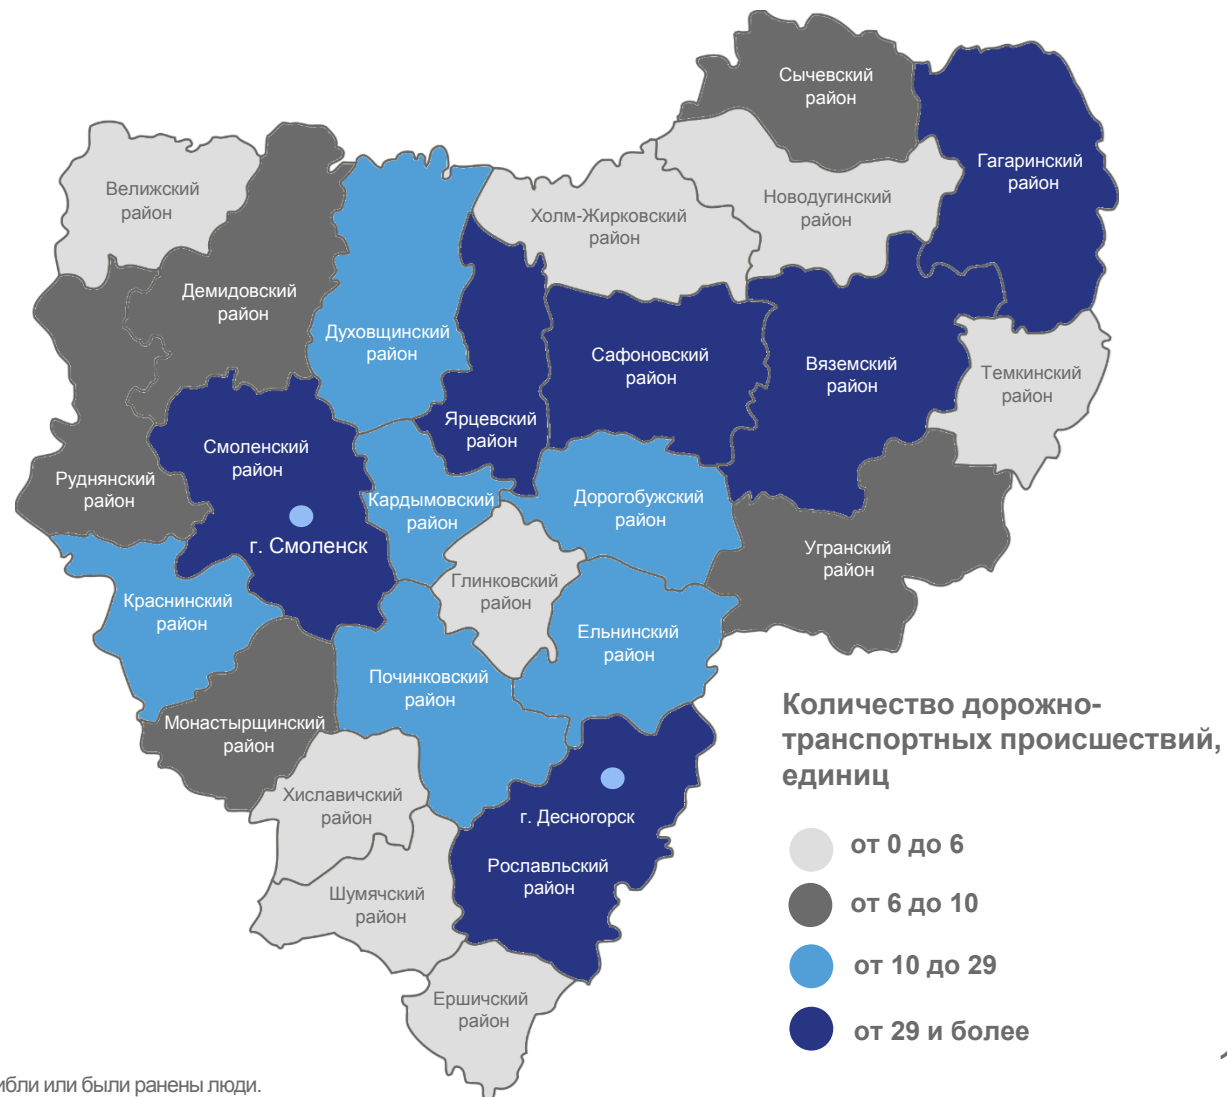 Сычевский
район
Гагаринский
район
Велижский
район
Новодугинский
район
Холм-Жирковский
район
Демидовский
район
Духовщинский
район
Сафоновский
район
Вяземский
район
Темкинский
район
Ярцевский
район
Смоленский
район
Руднянский
район
Кардымовский
район
Дорогобужский
район
г. Смоленск
Угранский
район
Глинковский
район
Краснинский
район
Ельнинский
район
Починковский
район
Монастырщинский
район
Хиславичский
район
г. Десногорск
Рославльский
район
Шумячский
район
Ершичский
район
Количество дорожно-
транспортных происшествий,
единиц
от 0 до 6
от 6 до 10
от 10 до 29
от 29 и более
или были ранены люди.